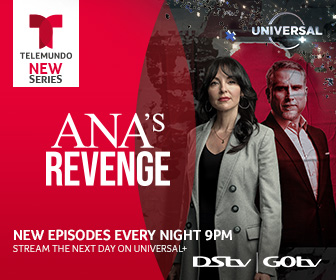 TELEMUNDO
NEW
SERIES
UNIVERSAL
ANA'S
REVENGE
NEW EPISODES EVERY NIGHT 9PM
STREAM THE NEXT DAY ON UNIVERSAL+
DStv GOtv